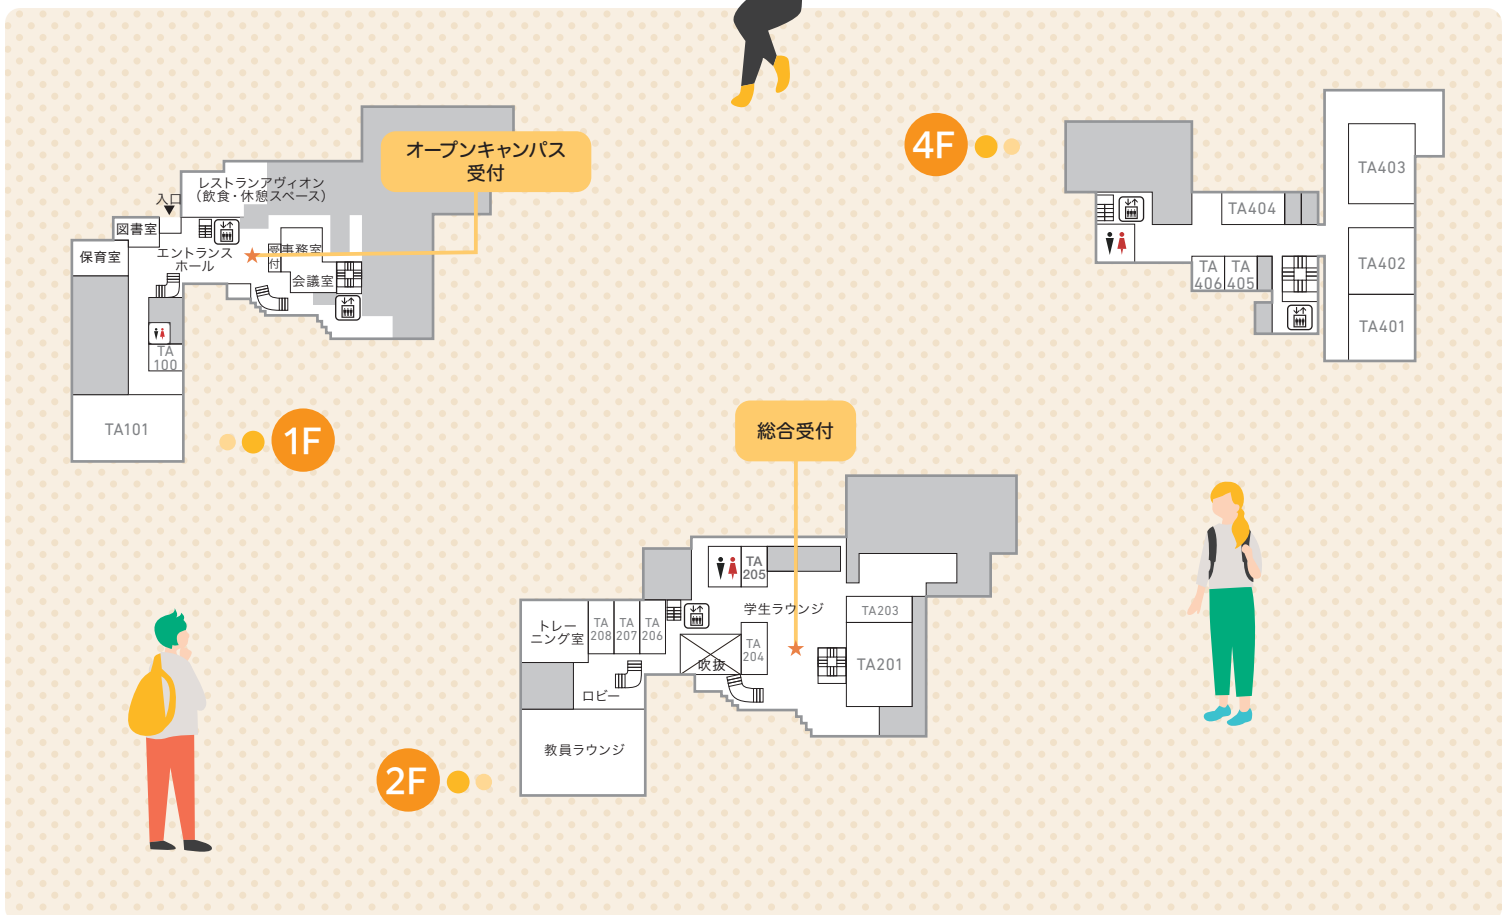 オープンキャンパス
受付
レストランアヴィオン
（飲食・休憩スペース）
入口
図書室
エントランス
ホール
保育室
受付
事務室
会議室
TA
100
TA101
1F
4F
TA403
TA404
TA402
TA
406
TA
405
TA401
総合受付
TA
205
学生ラウンジ
TA203
トレー
ニング室
TA
208
TA
207
TA
206
TA
204
吹抜
TA201
ロビー
教員ラウンジ
2F